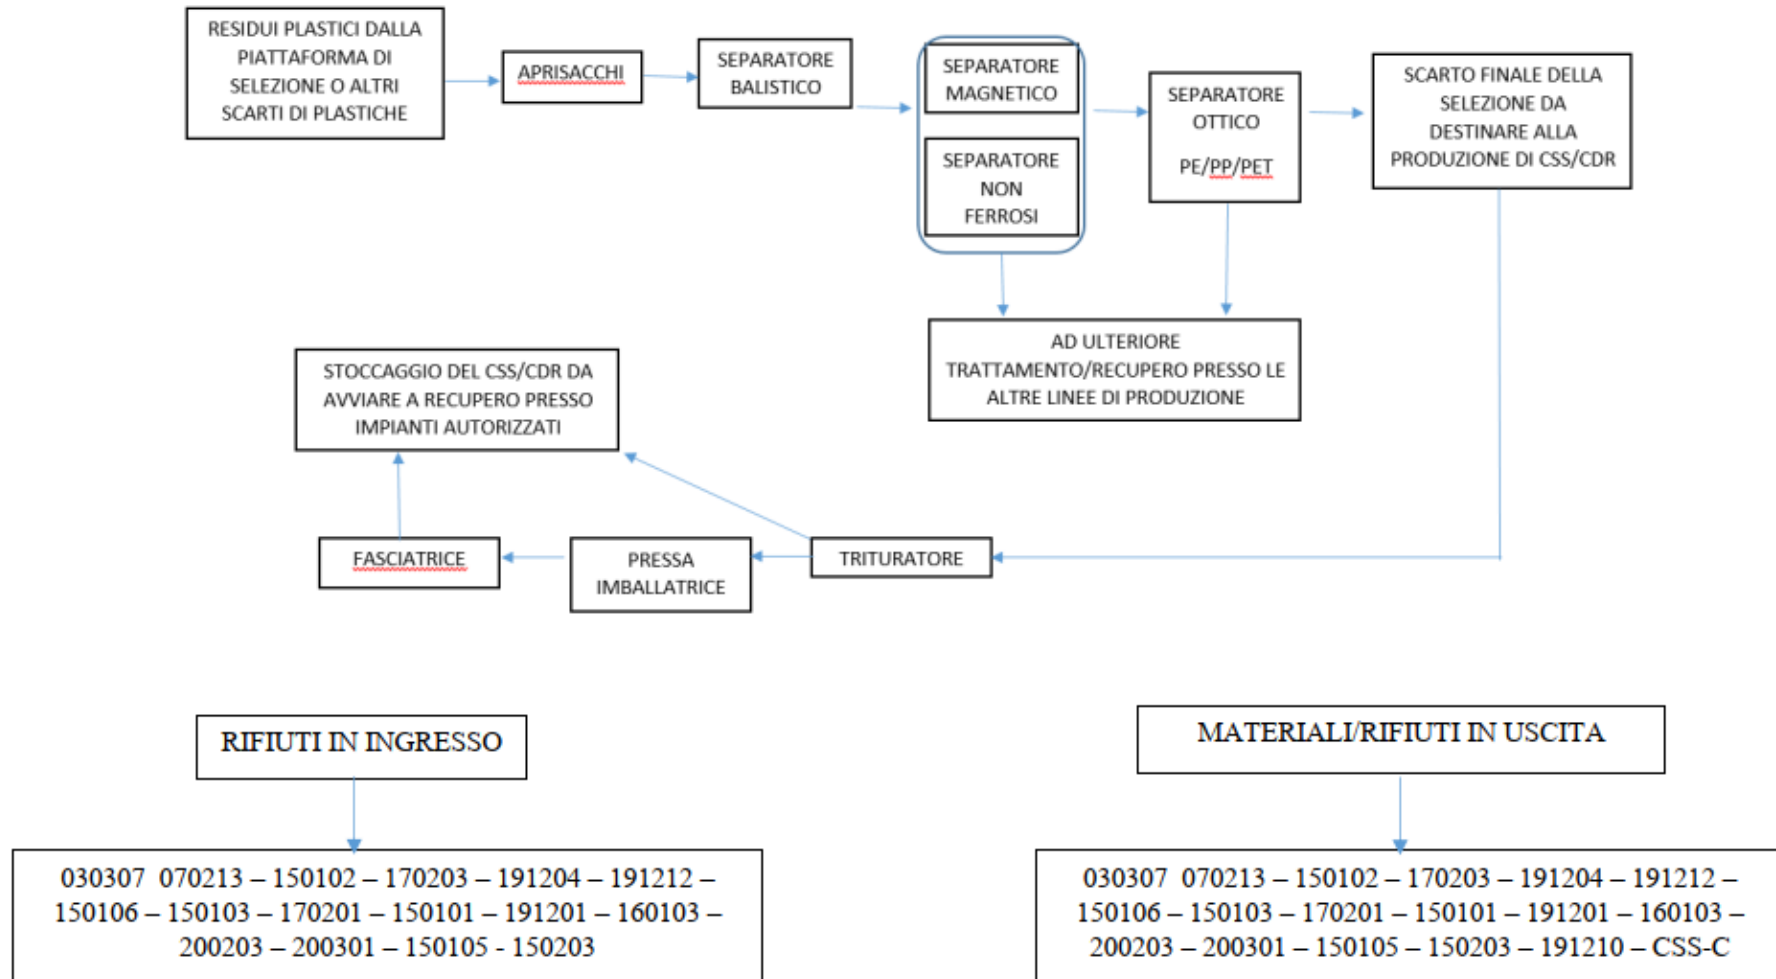 RESIDUI PLASTICI DALLA
PIATTAFORMA DI
SELEZIONE O ALTRI
SCARTI DI PLASTICHE
APRISACCHI
SEPARATORE
BALISTICO
SEPARATORE
MAGNETICO
SEPARATORE
NON
FERROSI
SEPARATORE
OTTICO
PE/PP/PET
SCARTO FINALE DELLA
SELEZIONE DA
DESTINARE ALLA
PRODUZIONE DI CSS/CDR
AD ULTERIORE
TRATTAMENTO/RECUPERO PRESSO LE
ALTRE LINEE DI PRODUZIONE
STOCCAGGIO DEL CSS/CDR DA
AVVIARE A RECUPERO PRESSO
IMPIANTI AUTORIZZATI
FASCIATRICE
PRESSA
IMBALLATRICE
TRITURATORE
RIFIUTI IN INGRESSO
030307 070213 – 150102 – 170203 – 191204 – 191212 –
150106 – 150103 – 170201 – 150101 – 191201 – 160103 –
200203 – 200301 – 150105 - 150203
MATERIALI/RIFIUTI IN USCITA
030307 070213 – 150102 – 170203 – 191204 – 191212 –
150106 – 150103 – 170201 – 150101 – 191201 – 160103 –
200203 – 200301 – 150105 – 150203 – 191210 – CSS-C